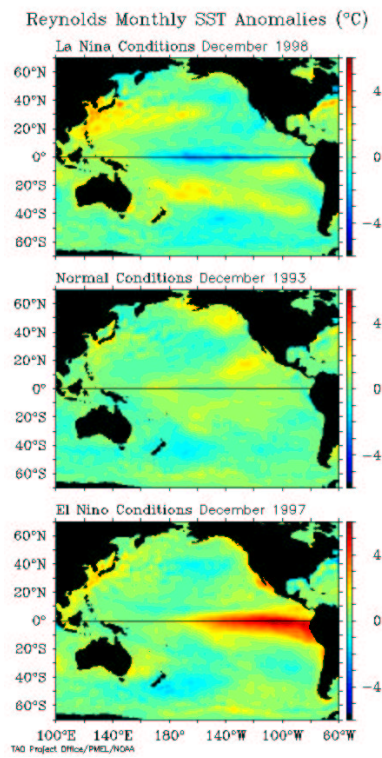 Reynolds Monthly SST Anomalies (°C)
La Nina Conditions December 1998
60°N
40°N
20°N
0°
20°S
40°S
60°S
4
0
-4
Normal Conditions December 1993
60°N
40°N
20°N
0°
20°S
40°S
60°S
4
0
-4
El Nino Conditions December 1997
60°N
40°N
20°N
0°
20°S
40°S
60°S
4
0
-4
100°E 140°E 180° 140°W 100°W 60°W
TAO Project Office/PMEL/NOAA